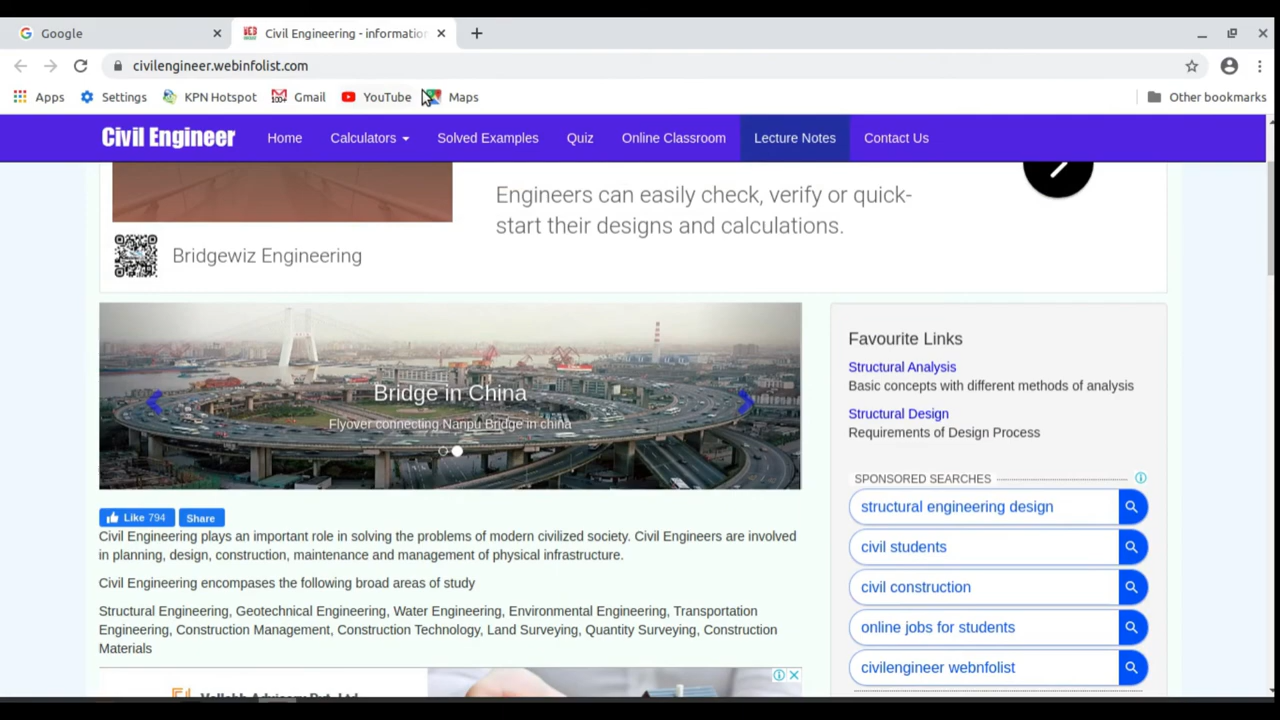 Google
Civil Engineering - informatio
civilengineer.webinfolist.com
Apps
Settings
KPN Hotspot
Gmail
YouTube
Maps
Other bookmarks
Civil Engineer
Home
Calculators
Solved Examples
Quiz
Online Classroom
Lecture Notes
Contact Us
Engineers can easily check, verify or quick-
start their designs and calculations.
Bridgewiz Engineering
Bridge in China
Flyover connecting Nanpu Bridge in china
Like 794
Share
Civil Engineering plays an important role in solving the problems of modern civilized society. Civil Engineers are involved
in planning, design, construction, maintenance and management of physical infrastructure.
Civil Engineering encompases the following broad areas of study
Structural Engineering, Geotechnical Engineering, Water Engineering, Environmental Engineering, Transportation
Engineering, Construction Management, Construction Technology, Land Surveying, Quantity Surveying, Construction
Materials
Favourite Links
Structural Analysis
Basic concepts with different methods of analysis
Structural Design
Requirements of Design Process
SPONSORED SEARCHES
structural engineering design
civil students
civil construction
online jobs for students
civilengineer webnfolist